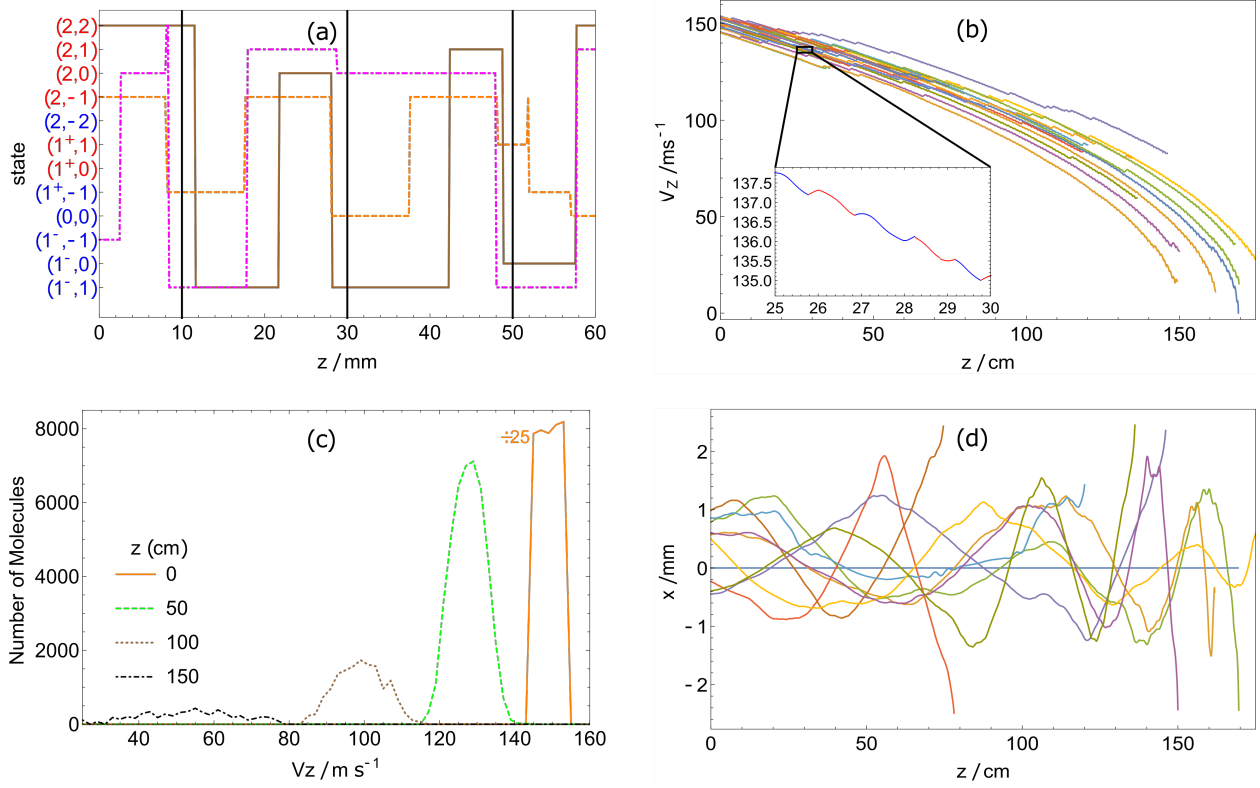 (a)
state
(2,2)
(2,1)
(2,0)
(2,-1)
(2,-2)
(1⁺,1)
(1⁺,0)
(1⁺,-1)
(0,0)
(1⁻,-1)
(1⁻,0)
(1⁻,1)
0 10 20 30 40 50 60
z / mm
(b)
v_z / ms⁻¹
150
100
50
0
0 50 100 150
z / cm
137.5
137.0
136.5
136.0
135.5
135.0
25 26 27 28 29 30
(c)
÷25
Number of Molecules
8000
6000
4000
2000
0
z (cm)
0
50
100
150
40 60 80 100 120 140 160
Vz / m s⁻¹
(d)
x / mm
2
1
0
-1
-2
0 50 100 150
z / cm